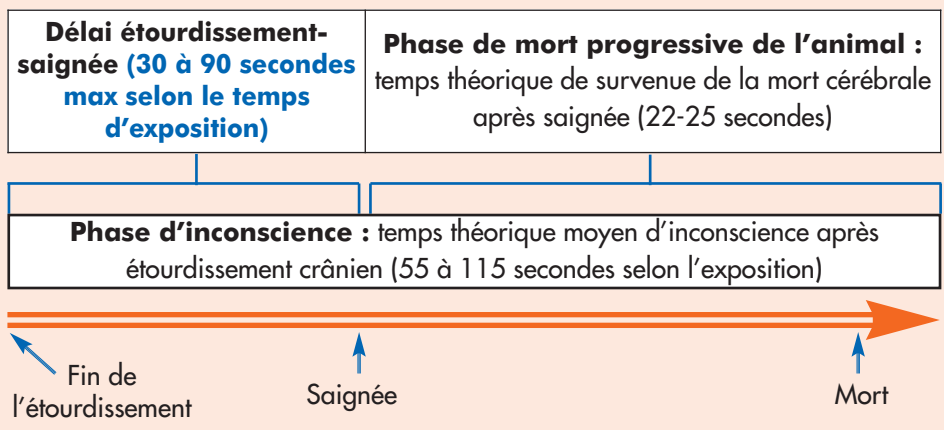 Délai étourdissement-
saignée (30 à 90 secondes
max selon le temps
d'exposition)
Phase de mort progressive de l'animal :
temps théorique de survenue de la mort cérébrale
après saignée (22-25 secondes)
Phase d'inconscience : temps théorique moyen d'inconscience après
étourdissement crânien (55 à 115 secondes selon l'exposition)
Fin de
l'étourdissement
Saignée
Mort